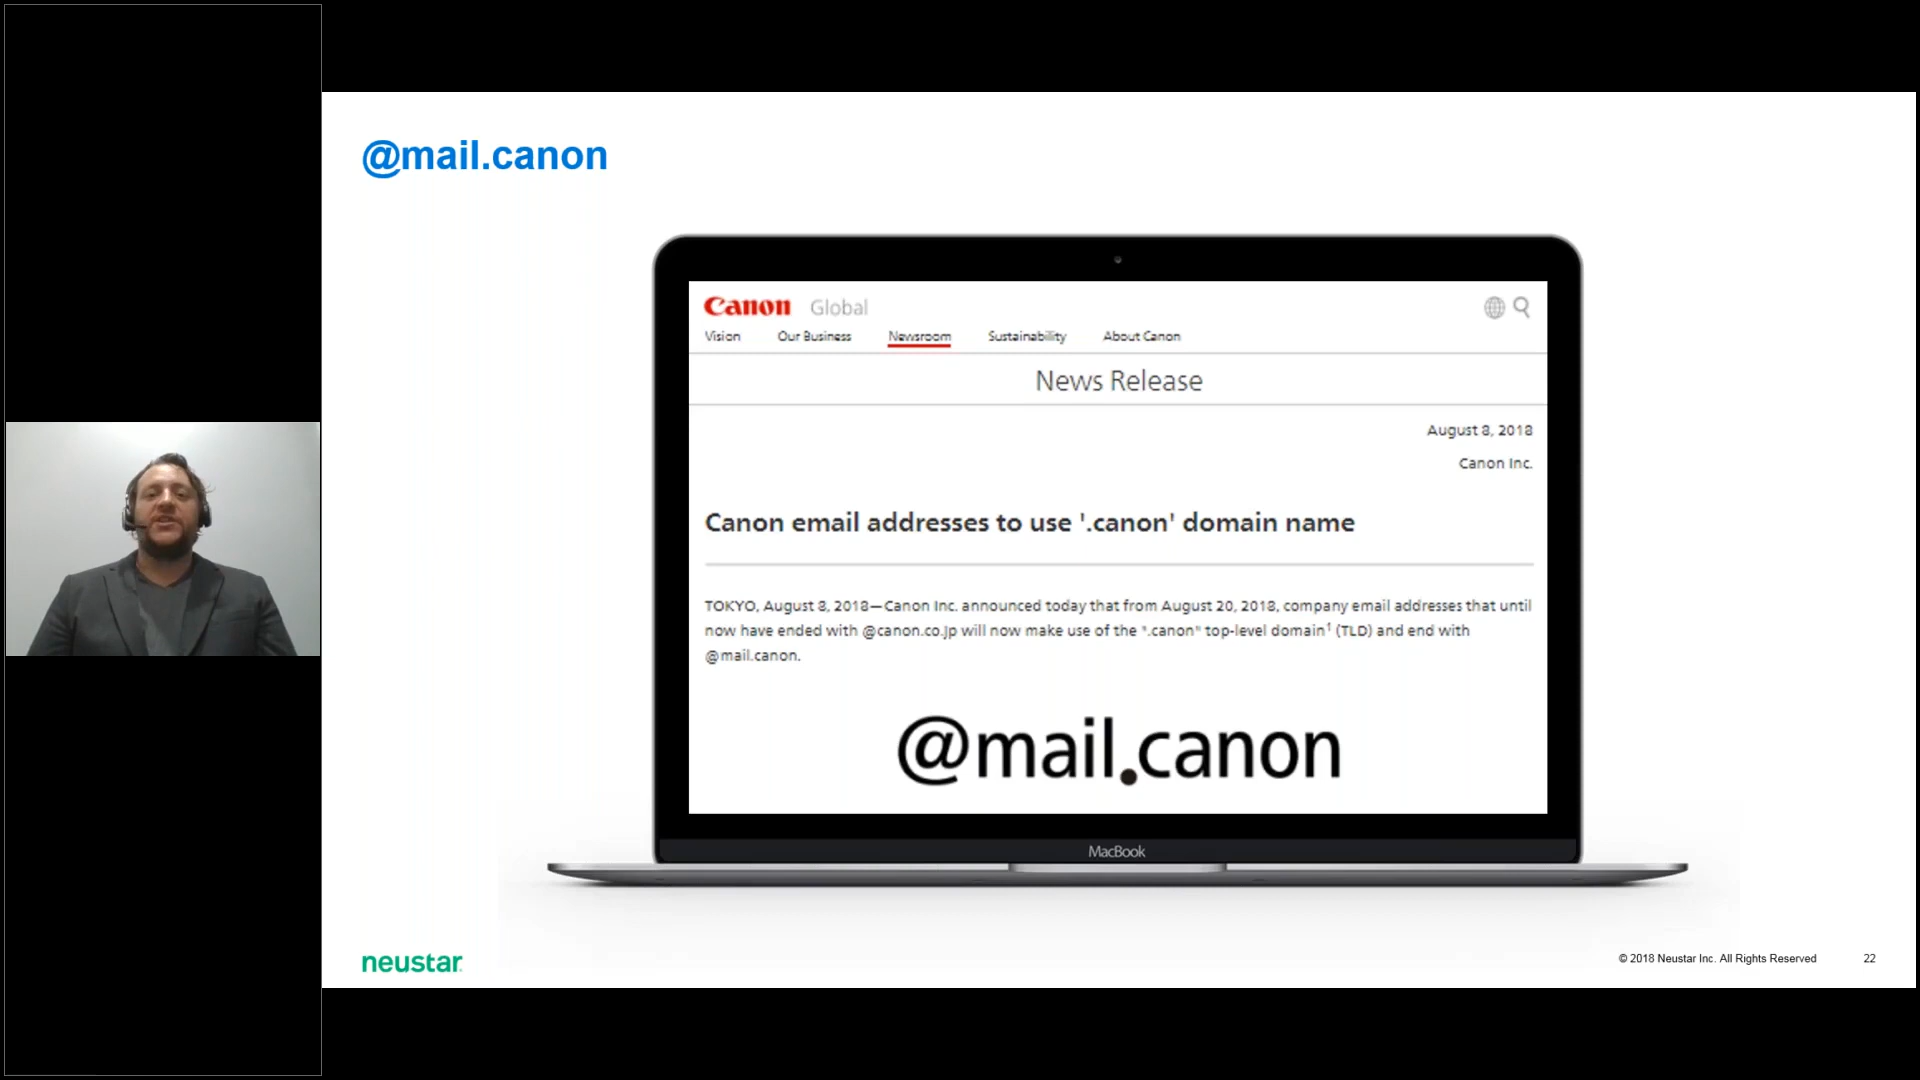 @mail.canon
Canon Global
Vision Our Business Newsroom Sustainability About Canon
News Release
August 8, 2018
Canon Inc.
Canon email addresses to use '.canon' domain name
TOKYO, August 8, 2018—Canon Inc. announced today that from August 20, 2018, company email addresses that until
now have ended with @canon.co.jp will now make use of the ".canon" top-level domain¹ (TLD) and end with
@mail.canon.
@mail.canon
MacBook
neustar
© 2018 Neustar Inc. All Rights Reserved 22